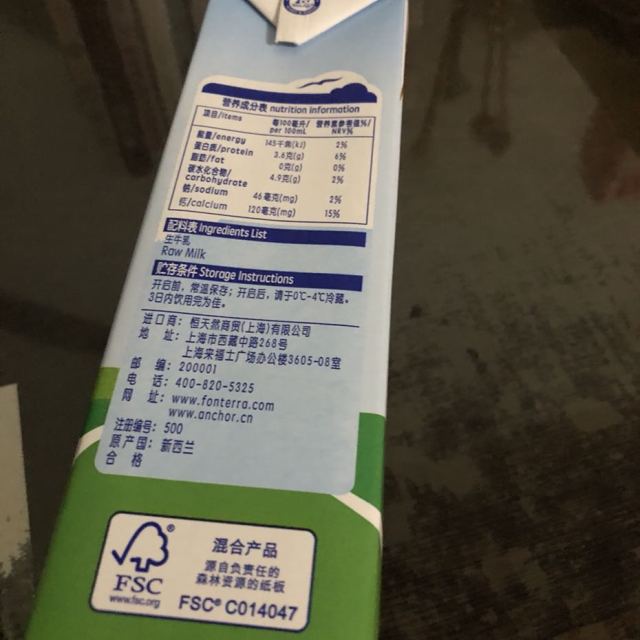 营养成分表 nutrition information
项目/items 每100毫升/ per 100mL 营养素参考值%/ NRV%
能量/energy 145千焦(kJ) 2%
蛋白质/protein 3.6克(g) 6%
脂肪/fat 0克(g) 0%
碳水化合物/ carbohydrate 4.9克(g) 2%
钠/sodium 46毫克(mg) 2%
钙/calcium 120毫克(mg) 15%
配料表 Ingredients List
生牛乳
Raw Milk
贮存条件 Storage Instructions
开启前，常温保存；开启后，请于0℃-4℃冷藏。
3日内饮用完为佳。
进口商：恒天然商贸(上海)有限公司
地 址：上海市西藏中路268号
上海来福士广场办公楼3605-08室
邮 编：200001
电 话：400-820-5325
网 址：www.fonterra.com
www.anchor.cn
注册编号：500
原产国：新西兰
合 格
FSC®
www.fsc.org
混合产品
源自负责任的
森林资源的纸板
FSC® C014047